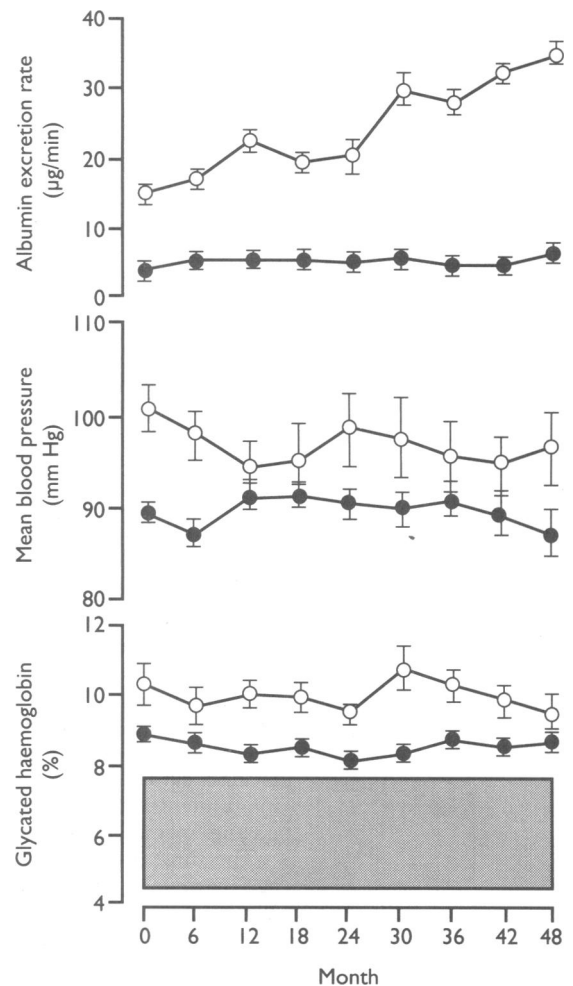 40
30
20
10
0
Albumin excretion rate
(µg/min)
110
100
90
80
Mean blood pressure
(mm Hg)
12
10
8
6
4
Glycated haemoglobin
(%)
0 6 12 18 24 30 36 42 48
Month